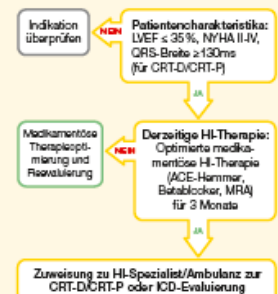 Indikation
überprüfen
NEIN
Patientencharakteristika:
LVEF ≤ 35%, NYHA II-IV,
QRS-Breite ≥130ms
(für CRT-D/CRT-P)
JA
Medikamentöse
Therapieopti-
mierung und
Reevaluierung
NEIN
Derzeitige HI-Therapie:
Optimierte medika-
mentöse HI-Therapie
(ACE-Hemmer,
Betablocker, MRA)
für 3 Monate
JA
Zuweisung zu HI-Spezialist/Ambulanz zur
CRT-D/CRT-P oder ICD-Evaluierung